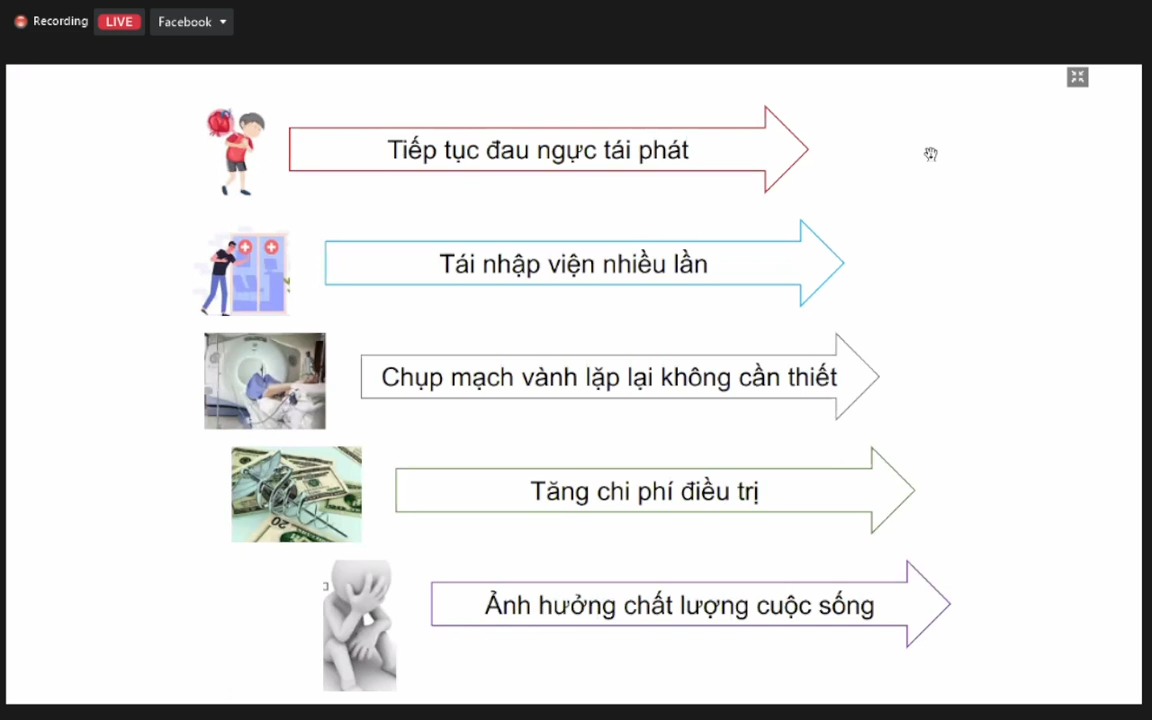 Recording
LIVE
Facebook
Tiếp tục đau ngực tái phát
Tái nhập viện nhiều lần
Chụp mạch vành lặp lại không cần thiết
Tăng chi phí điều trị
20
Ảnh hưởng chất lượng cuộc sống